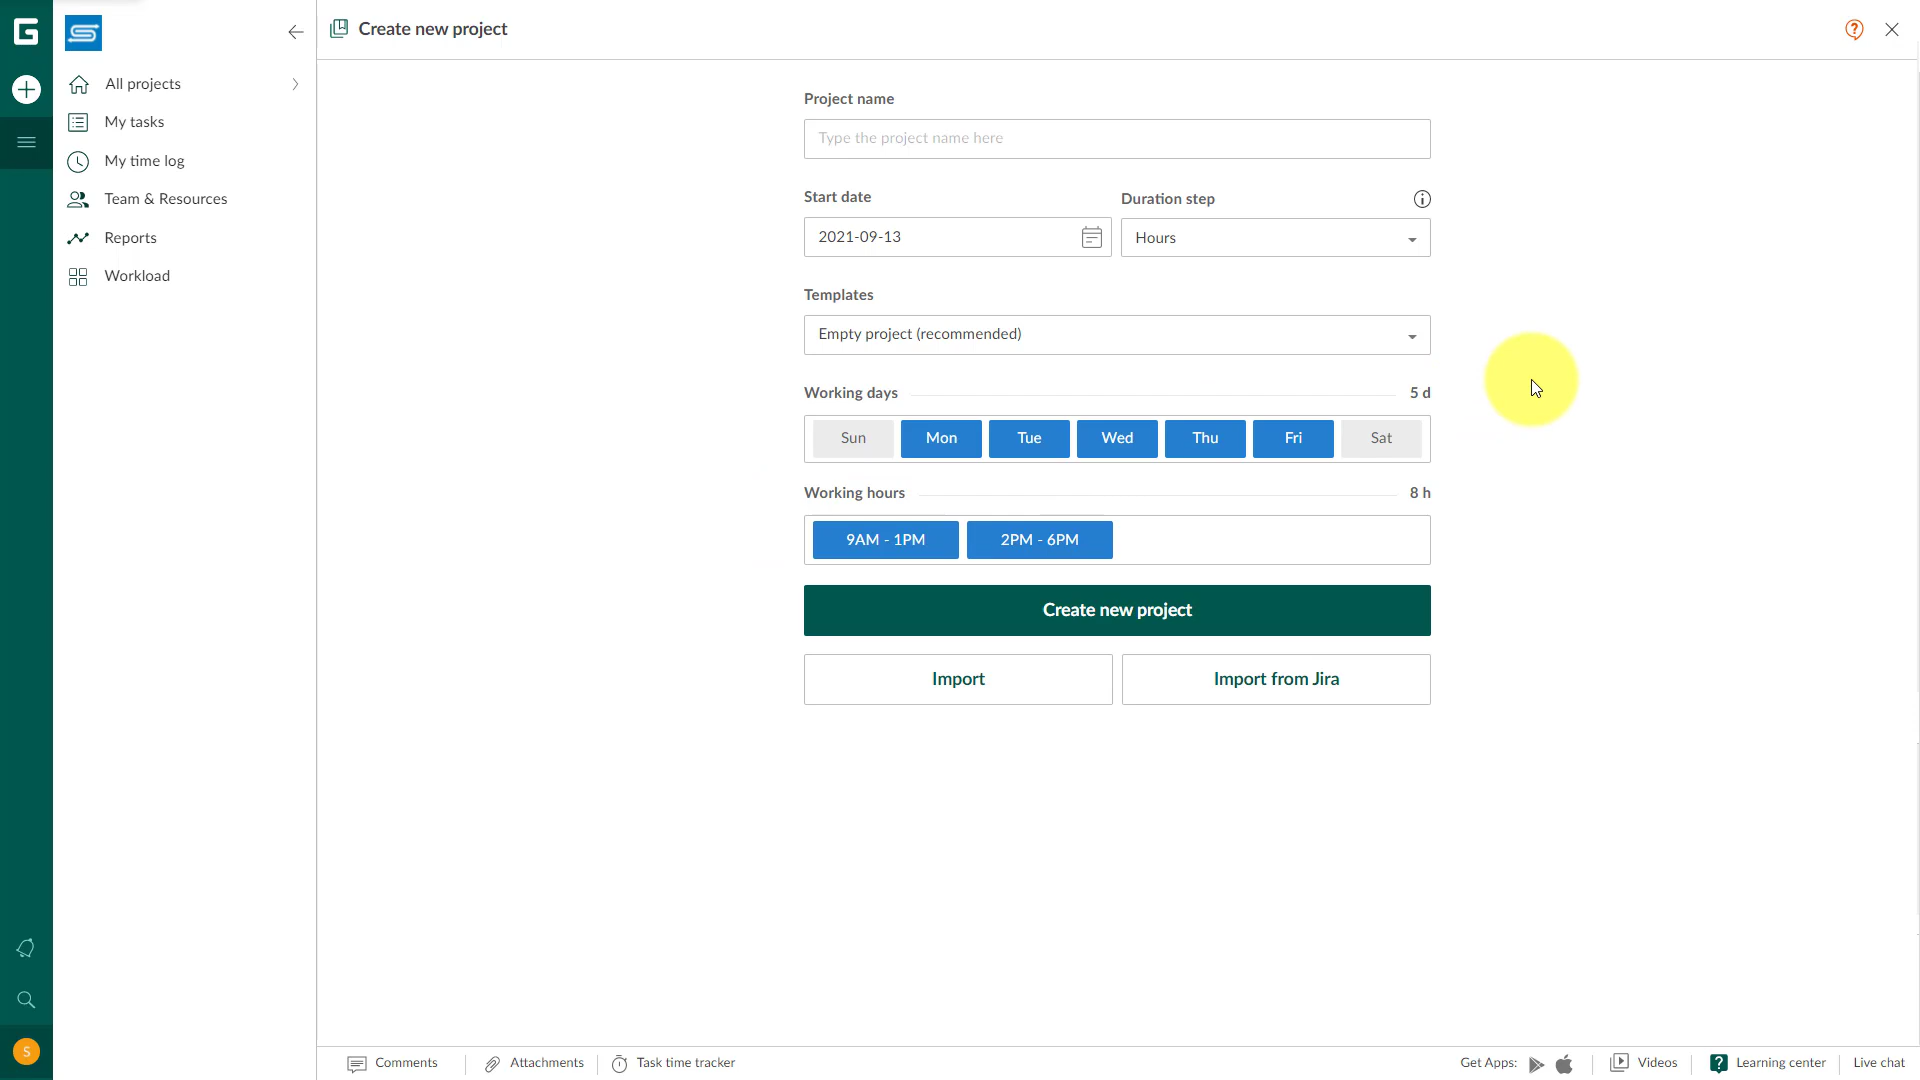 Create new project
All projects
My tasks
My time log
Team & Resources
Reports
Workload
Project name
Type the project name here
Start date
Duration step
2021-09-13
Hours
Templates
Empty project (recommended)
Working days
5 d
Sun Mon Tue Wed Thu Fri Sat
Working hours
8 h
9AM - 1PM 2PM - 6PM
Create new project
Import
Import from Jira
S
Comments
Attachments
Task time tracker
Get Apps:
Videos
Learning center
Live chat